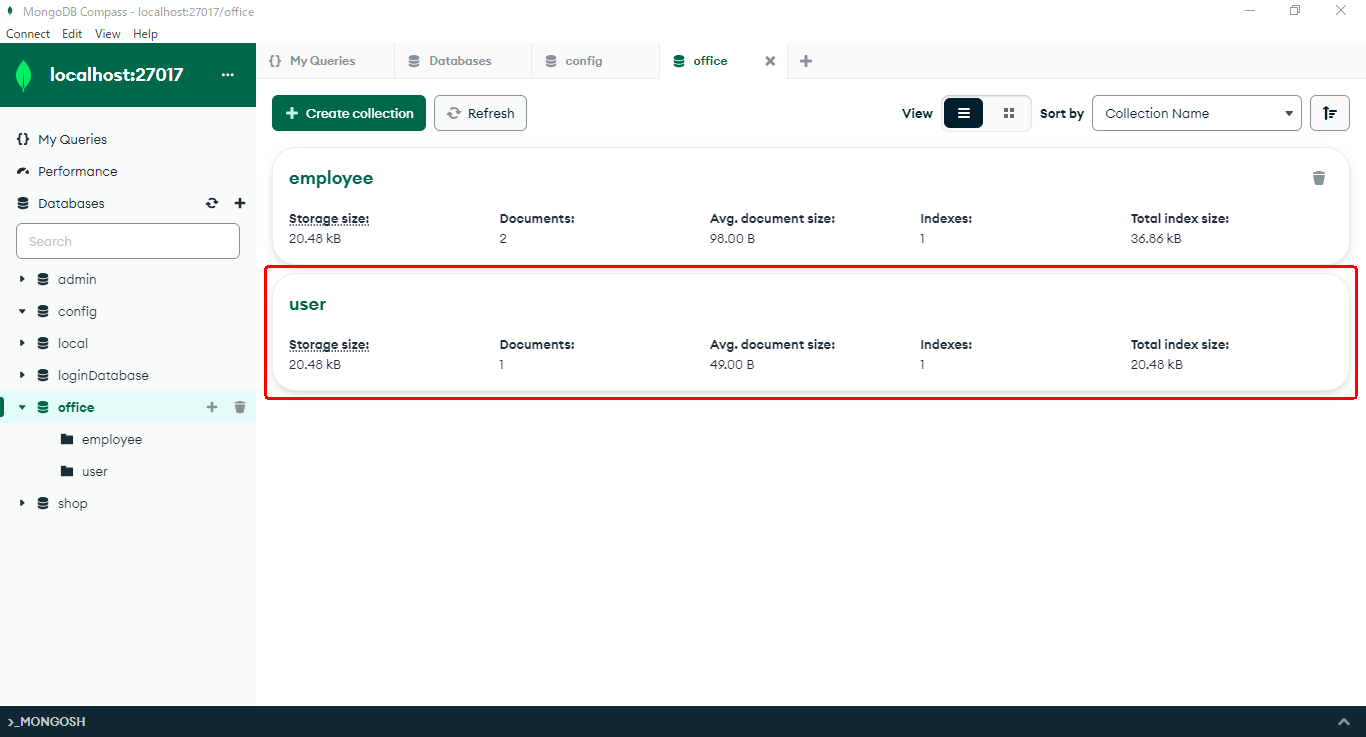 MongoDB Compass - localhost:27017/office
Connect Edit View Help
localhost:27017
{} My Queries
Performance
Databases
Search
admin
config
local
loginDatabase
office
employee
user
shop
{} My Queries Databases config office
Create collection Refresh View Sort by Collection Name
employee
Storage size: Documents: Avg. document size: Indexes: Total index size:
20.48 kB 2 98.00 B 1 36.86 kB
user
Storage size: Documents: Avg. document size: Indexes: Total index size:
20.48 kB 1 49.00 B 1 20.48 kB
>_MONGOSH